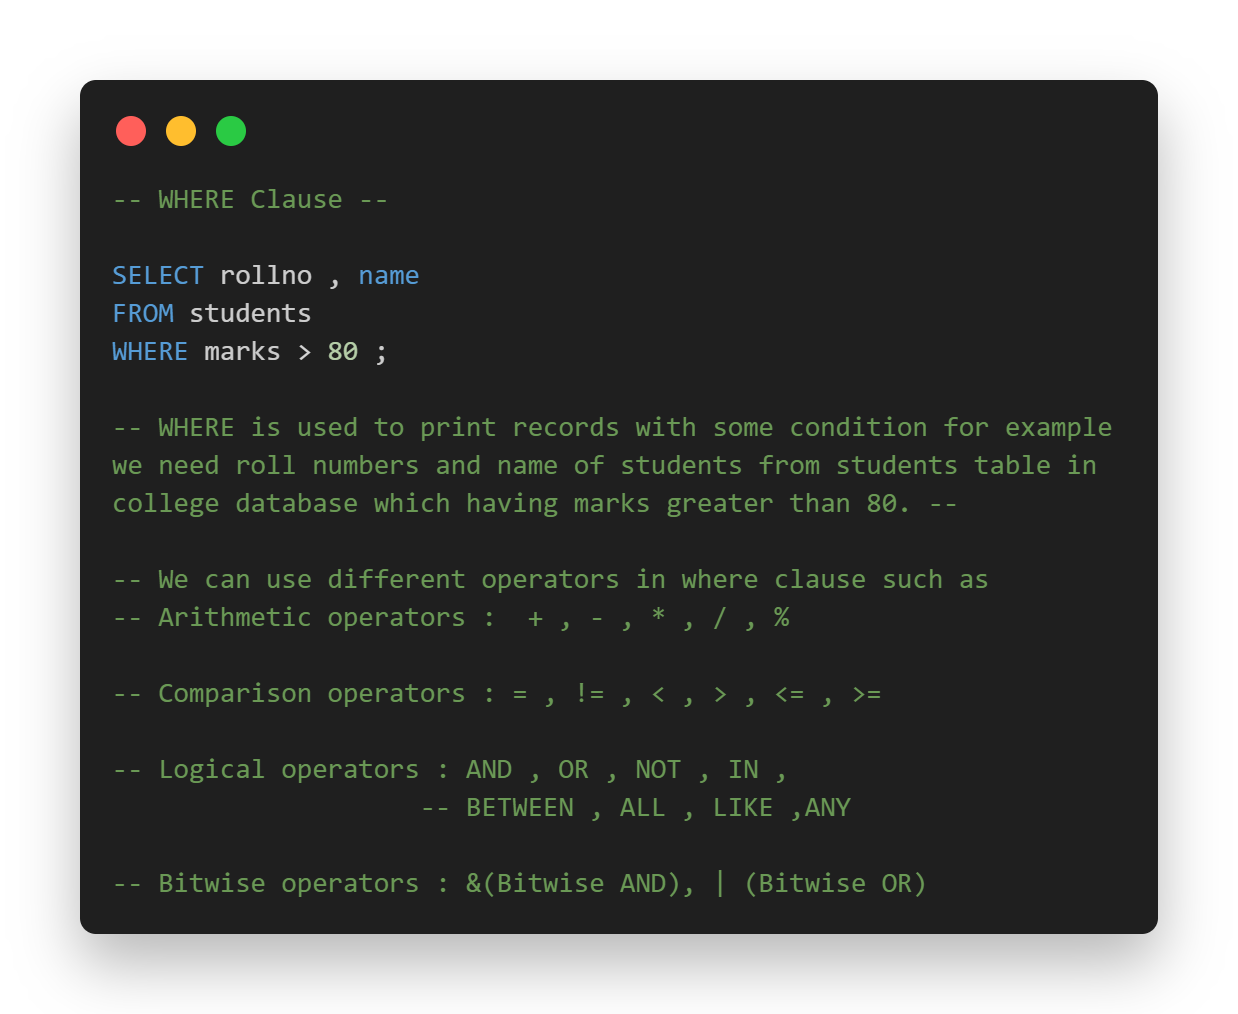 -- WHERE Clause --
SELECT rollno , name
FROM students
WHERE marks > 80 ;
-- WHERE is used to print records with some condition for example
we need roll numbers and name of students from students table in
college database which having marks greater than 80. --
-- We can use different operators in where clause such as
-- Arithmetic operators :  + , - , * , / , %
-- Comparison operators : = , != , < , > , <= , >=
-- Logical operators : AND , OR , NOT , IN ,
-- BETWEEN , ALL , LIKE ,ANY
-- Bitwise operators : &(Bitwise AND), | (Bitwise OR)